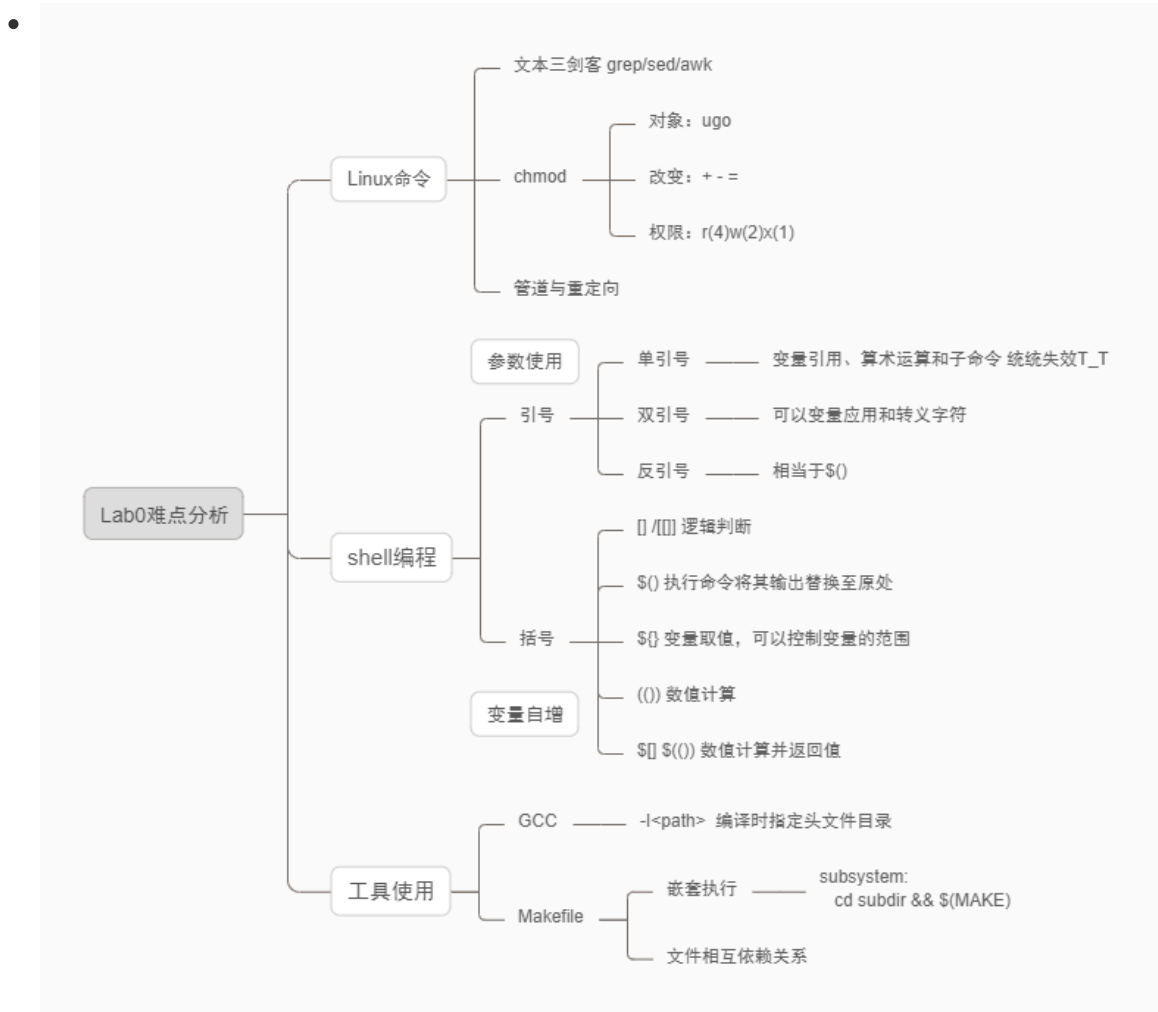 文本三剑客 grep/sed/awk
对象：ugo
Linux命令
chmod
改变：+ - =
权限：r(4)w(2)x(1)
管道与重定向
参数使用
单引号
变量引用、算术运算和子命令 统统失效T_T
引号
双引号
可以变量应用和转义字符
反引号
相当于$()
Lab0难点分析
[] /[[]] 逻辑判断
shell编程
$() 执行命令将其输出替换至原处
括号
${} 变量取值，可以控制变量的范围
(()) 数值计算
变量自增
$[] $(()) 数值计算并返回值
GCC
-I<path> 编译时指定头文件目录
工具使用
嵌套执行
subsystem:
cd subdir && $(MAKE)
Makefile
文件相互依赖关系